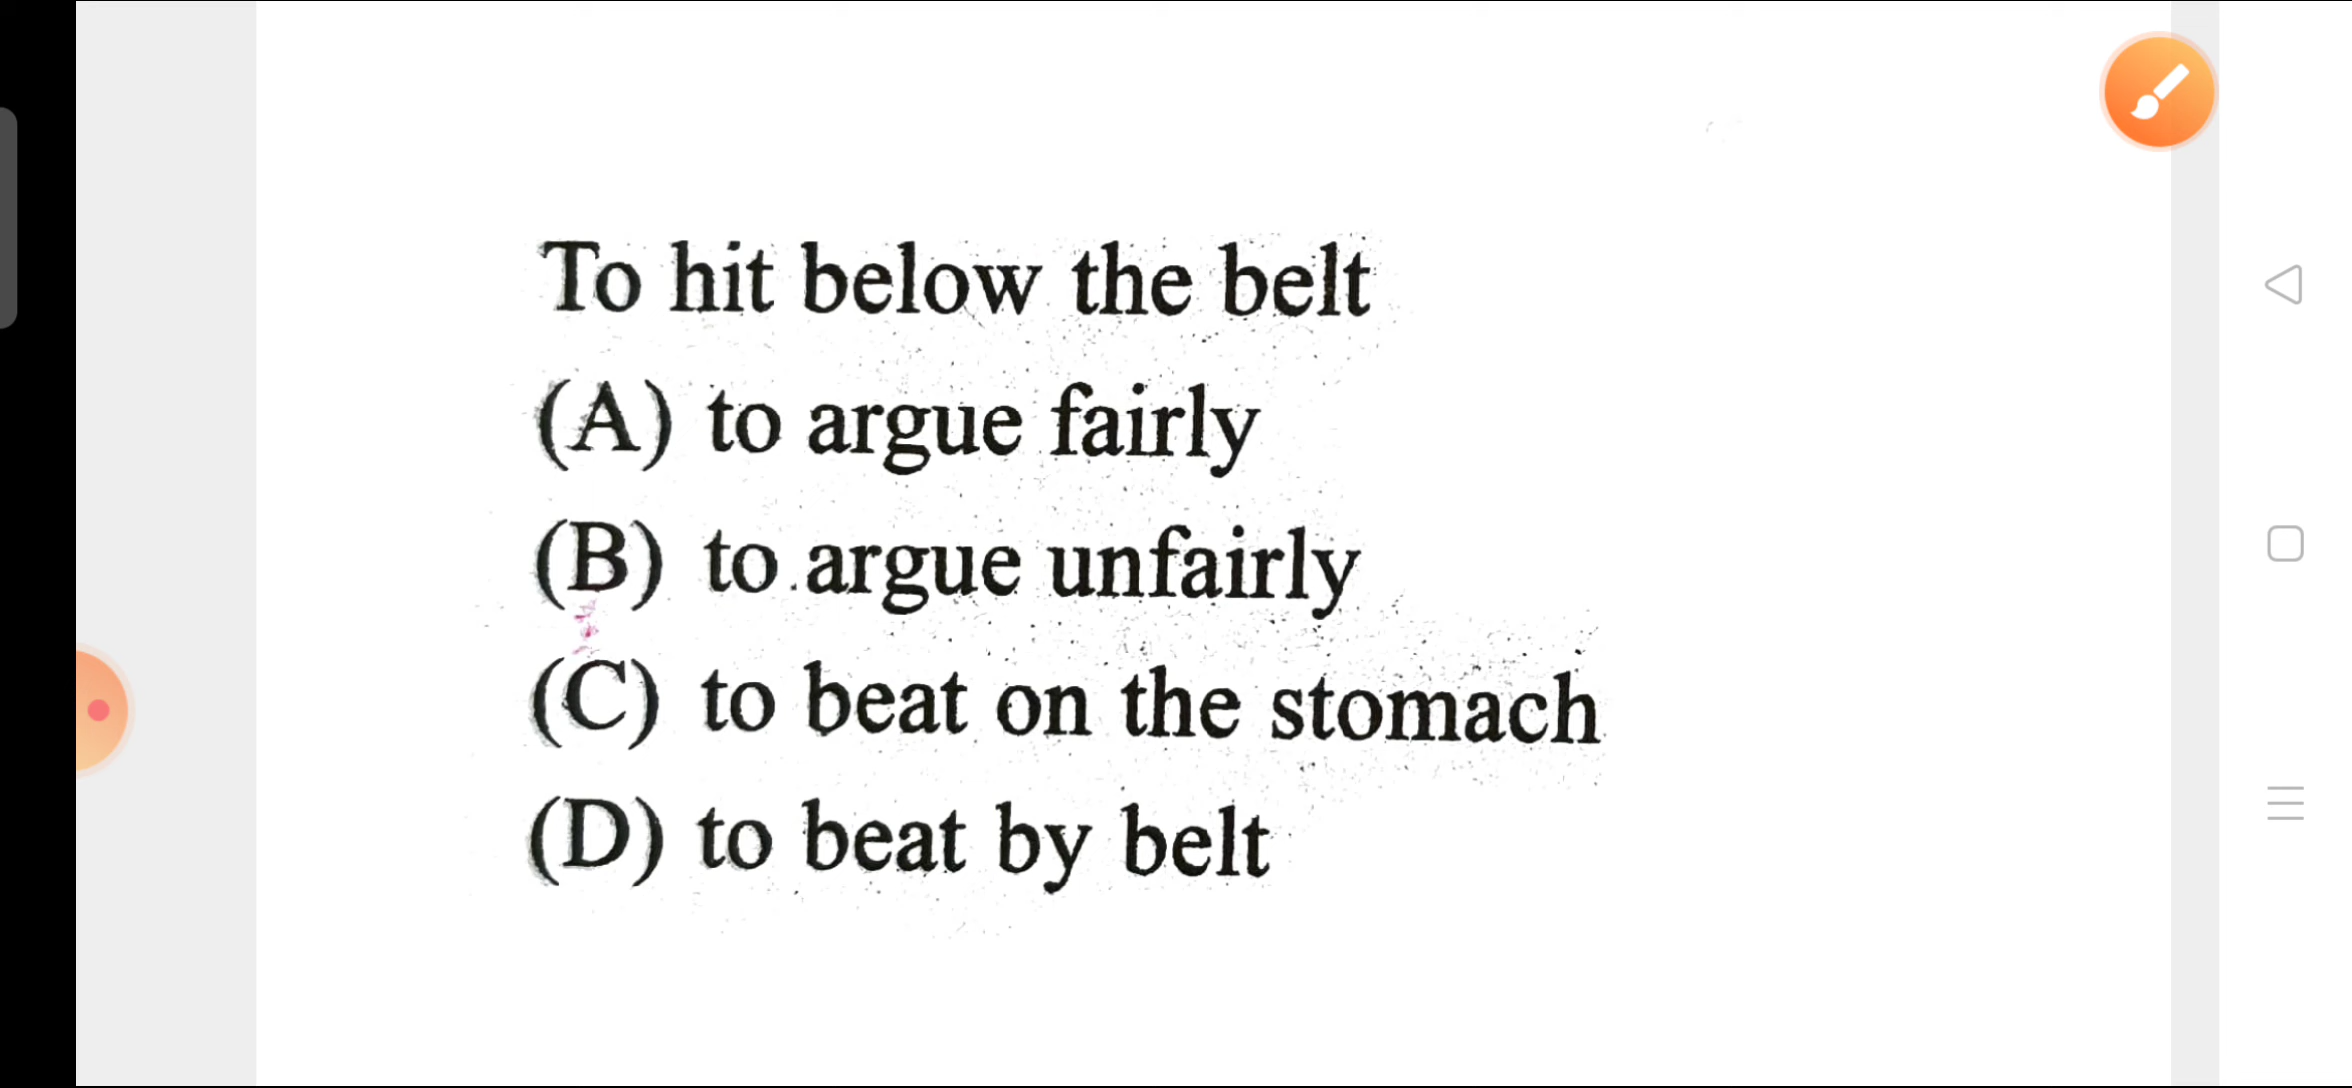 To hit below the belt
(A) to argue fairly
(B) to argue unfairly
(C) to beat on the stomach
(D) to beat by belt